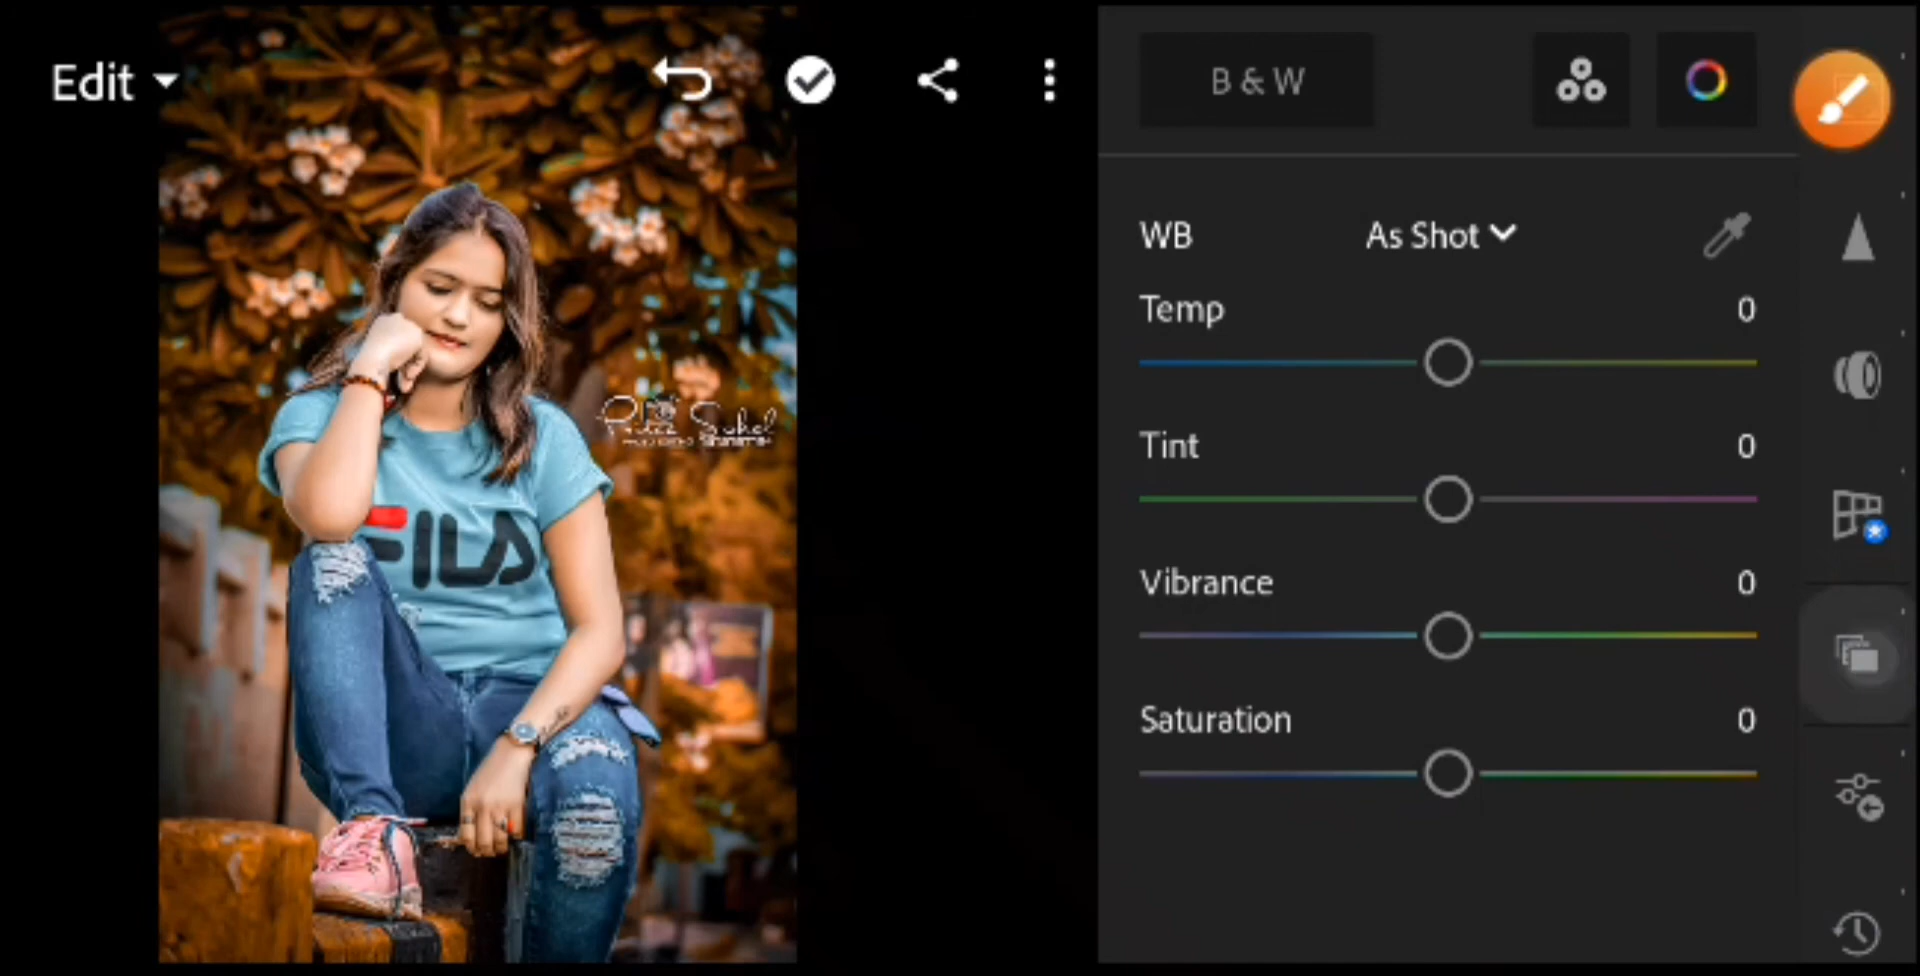 Edit
B & W
WB As Shot
Temp 0
Tint 0
Vibrance 0
Saturation 0
FILA